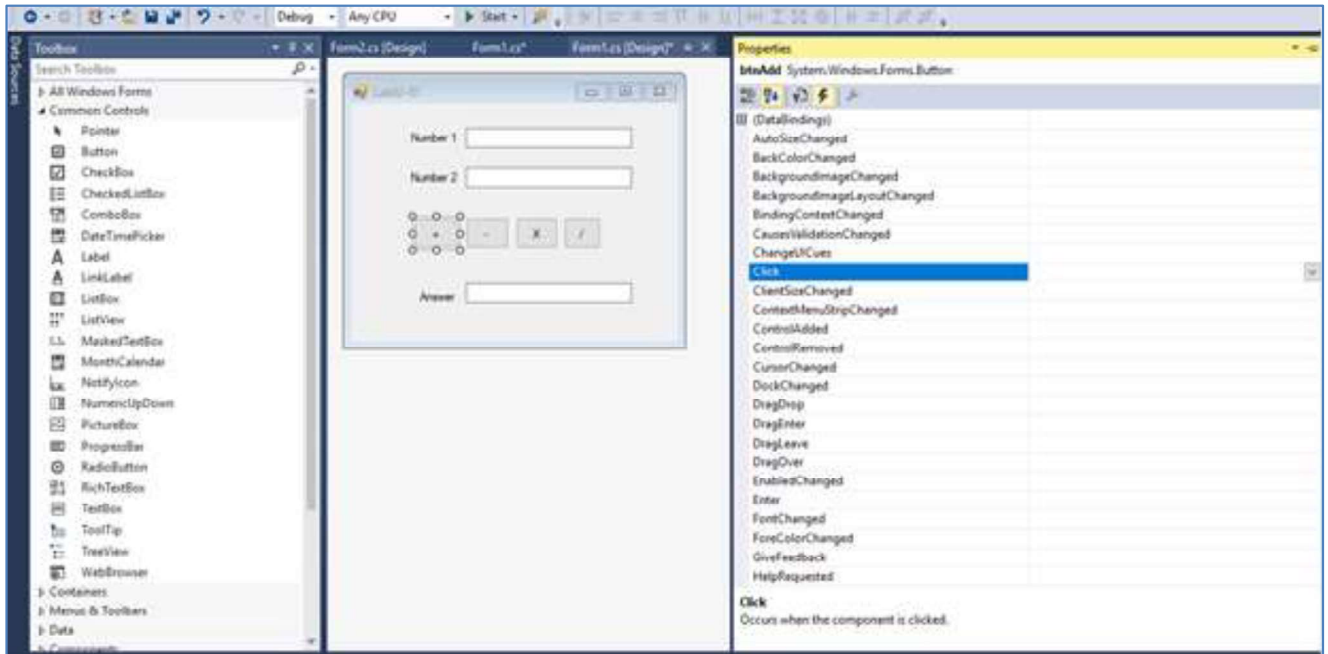 Debug
Any CPU
Start
Data Sources
Toolbox
Search Toolbox
All Windows Forms
Common Controls
Pointer
Button
CheckBox
CheckedListBox
ComboBox
DateTimePicker
Label
LinkLabel
ListBox
ListView
MaskedTextBox
MonthCalendar
NotifyIcon
NumericUpDown
PictureBox
ProgressBar
RadioButton
RichTextBox
TextBox
ToolTip
TreeView
WebBrowser
Containers
Menus & Toolbars
Data
Components
Form2.cs [Design]
Form1.cs*
Form1.cs [Design]*
Number 1
Number 2
+ - X /
Answer
Properties
btnAdd System.Windows.Forms.Button
(DataBindings)
AutoSizeChanged
BackColorChanged
BackgroundImageChanged
BackgroundImageLayoutChanged
BindingContextChanged
CausesValidationChanged
ChangeUICues
Click
ClientSizeChanged
ContextMenuStripChanged
ControlAdded
ControlRemoved
CursorChanged
DockChanged
DragDrop
DragEnter
DragLeave
DragOver
EnabledChanged
Enter
FontChanged
ForeColorChanged
GiveFeedback
HelpRequested
Click
Occurs when the component is clicked.